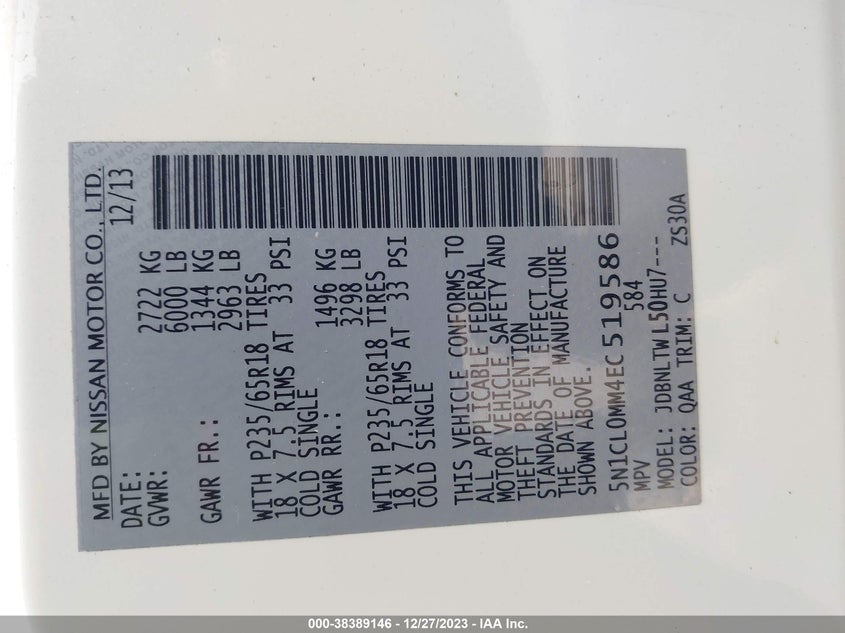 MFD BY NISSAN MOTOR CO., LTD.
DATE: 12/13
GVWR: 2722 KG
6000 LB
GAWR FR.: 1344 KG
2963 LB
WITH P235/65R18 TIRES
18 X 7.5 RIMS AT 33 PSI
COLD SINGLE
GAWR RR.: 1496 KG
3298 LB
WITH P235/65R18 TIRES
18 X 7.5 RIMS AT 33 PSI
COLD SINGLE
THIS VEHICLE CONFORMS TO
ALL APPLICABLE FEDERAL
MOTOR VEHICLE SAFETY AND
THEFT PREVENTION
STANDARDS IN EFFECT ON
THE DATE OF MANUFACTURE
SHOWN ABOVE.
5N1CL0MM4EC519586
MPV 584
MODEL: JDBNLTWL50HU7---
COLOR: QAA TRIM: C ZS30A
000-38389146 - 12/27/2023 - IAA Inc.